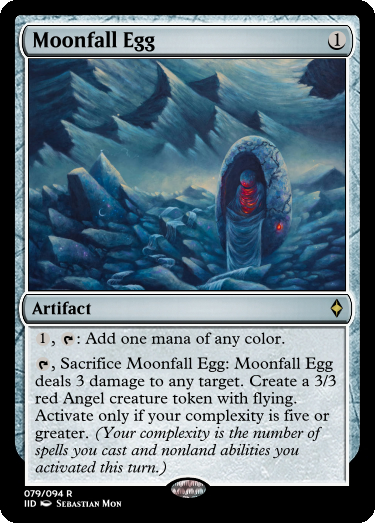 Moonfall Egg 1
Artifact
1, : Add one mana of any color.
, Sacrifice Moonfall Egg: Moonfall Egg
deals 3 damage to any target. Create a 3/3
red Angel creature token with flying.
Activate only if your complexity is five or
greater. (Your complexity is the number of
spells you cast and nonland abilities you
activated this turn.)
079/094 R
IID Sebastian Mon